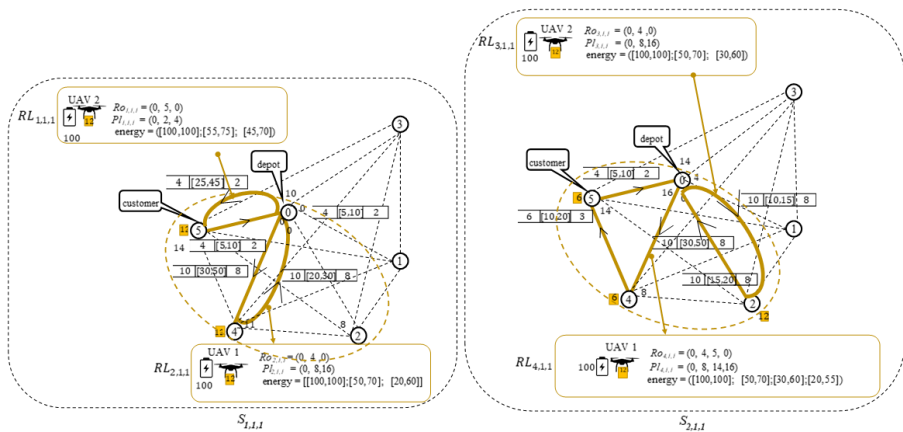 RL1,1,1
UAV 2
12
100
Ro1,1,1 = (0, 5, 0)
PI1,1,1 = (0, 2, 4)
energy = ([100,100];[55,75]; [45,70])
depot
customer
3
4 [25,45] 2
10
0
4 [5,10] 2
5
14
4 [5,10] 2
10 [30,50] 8
10 [20,30] 8
1
4
8
2
RL2,1,1
UAV 1
12
100
Ro2,1,1 = (0, 4 ,0)
PI2,1,1 = (0, 8,16)
energy = [[100,100];[50,70]; [20,60]]
S1,1,1
RL3,1,1
UAV 2
12
100
Ro3,1,1 = (0, 4 ,0)
PI3,1,1 = (0, 8,16)
energy = ([100,100];[50,70]; [30,60])
depot
customer
3
14
4 [5,10] 2
0
16
6
5
14
6 [10,20] 3
10 [10,15] 8
1
10 [30,50] 8
10 [15,20] 8
6
4
8
2
12
RL4,1,1
UAV 1
100
Ro4,1,1 = (0, 4, 5, 0)
PI4,1,1 = (0, 8, 14,16)
energy = ([100,100]; [50,70];[30,60];[20,55])
S2,1,1